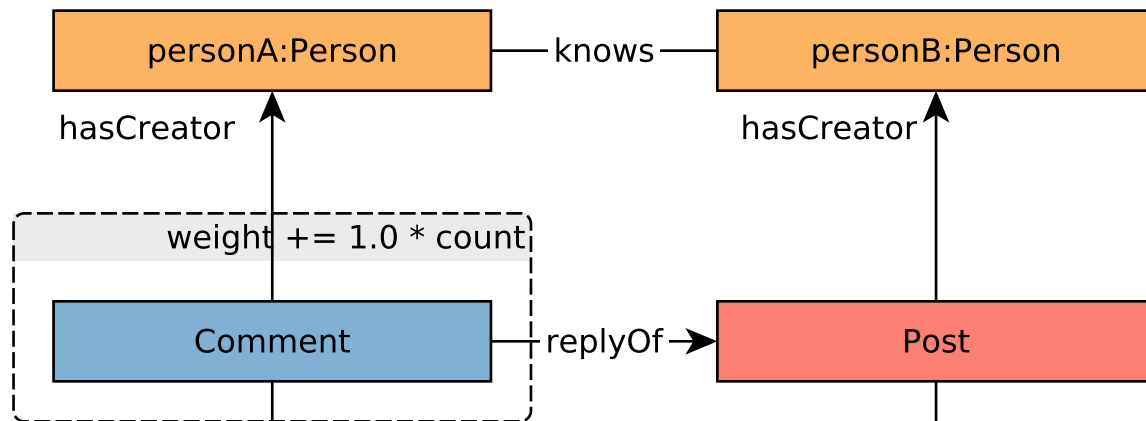 personA:Person
knows
personB:Person
hasCreator
hasCreator
weight += 1.0 * count
Comment
replyOf
Post